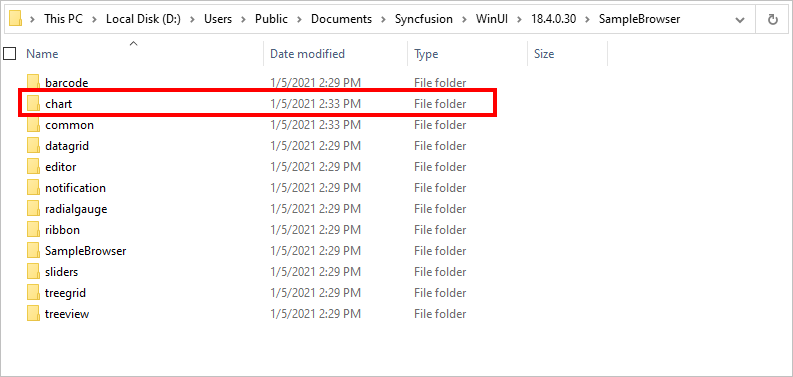 This PC > Local Disk (D:) > Users > Public > Documents > Syncfusion > WinUI > 18.4.0.30 > SampleBrowser
Name Date modified Type Size
barcode 1/5/2021 2:29 PM File folder
chart 1/5/2021 2:33 PM File folder
common 1/5/2021 2:33 PM File folder
datagrid 1/5/2021 2:29 PM File folder
editor 1/5/2021 2:29 PM File folder
notification 1/5/2021 2:29 PM File folder
radialgauge 1/5/2021 2:29 PM File folder
ribbon 1/5/2021 2:29 PM File folder
SampleBrowser 1/5/2021 2:29 PM File folder
sliders 1/5/2021 2:29 PM File folder
treegrid 1/5/2021 2:29 PM File folder
treeview 1/5/2021 2:29 PM File folder